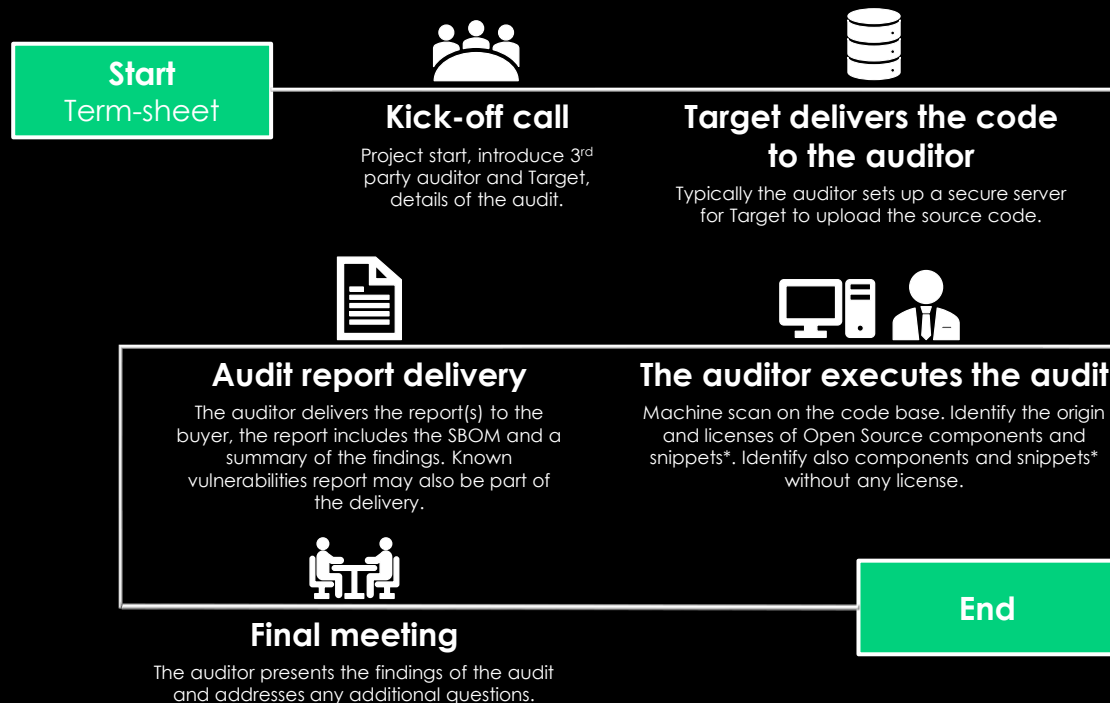 Start
Term-sheet
Kick-off call
Project start, introduce 3rd
party auditor and Target,
details of the audit.
Target delivers the code
to the auditor
Typically the auditor sets up a secure server
for Target to upload the source code.
The auditor executes the audit
Machine scan on the code base. Identify the origin
and licenses of Open Source components and
snippets*. Identify also components and snippets*
without any license.
Audit report delivery
The auditor delivers the report(s) to the
buyer, the report includes the SBOM and a
summary of the findings. Known
vulnerabilities report may also be part of
the delivery.
Final meeting
The auditor presents the findings of the audit
and addresses any additional questions.
End